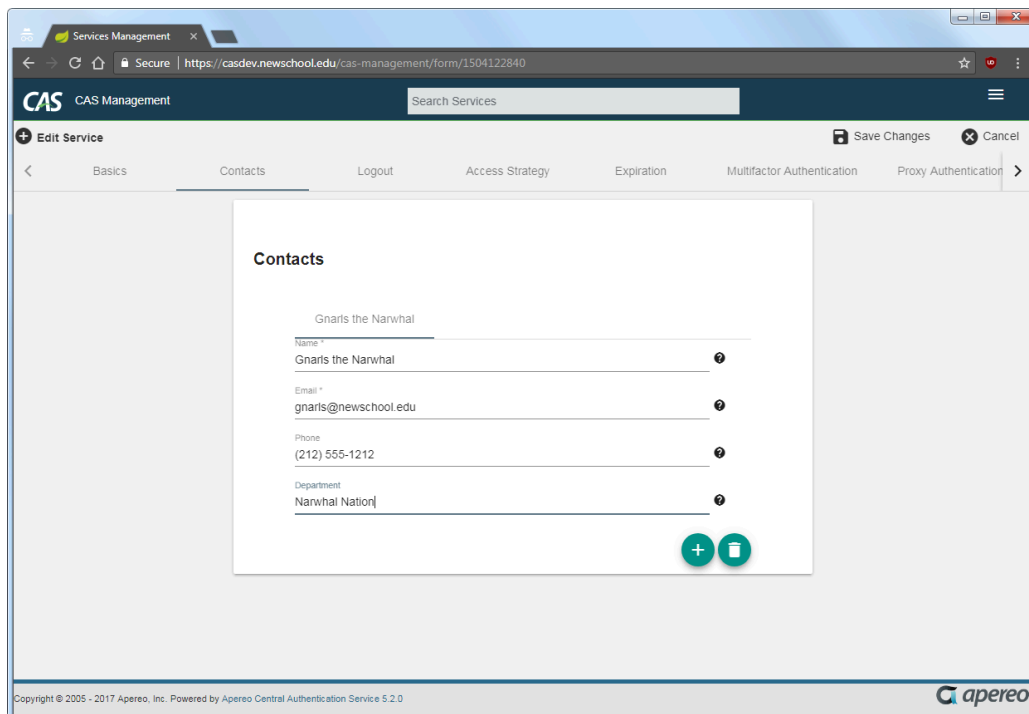 Services Management
Secure | https://casdev.newschool.edu/cas-management/form/1504122840
CAS CAS Management Search Services
Edit Service Save Changes Cancel
Basics Contacts Logout Access Strategy Expiration Multifactor Authentication Proxy Authentication
Contacts
Gnarls the Narwhal
Name *
Gnarls the Narwhal
Email *
gnarls@newschool.edu
Phone
(212) 555-1212
Department
Narwhal Nation
Copyright © 2005 - 2017 Apereo, Inc. Powered by Apereo Central Authentication Service 5.2.0 apereo